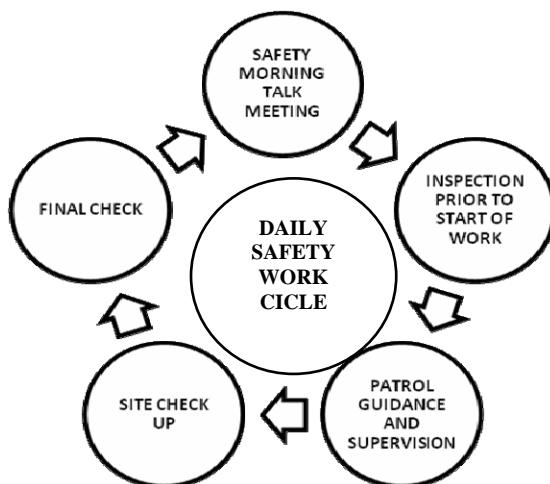 SAFETY
MORNING
TALK
MEETING
INSPECTION
PRIOR TO
START OF
WORK
PATROL
GUIDANCE
AND
SUPERVISION
SITE CHECK
UP
FINAL CHECK
DAILY
SAFETY
WORK
CICLE